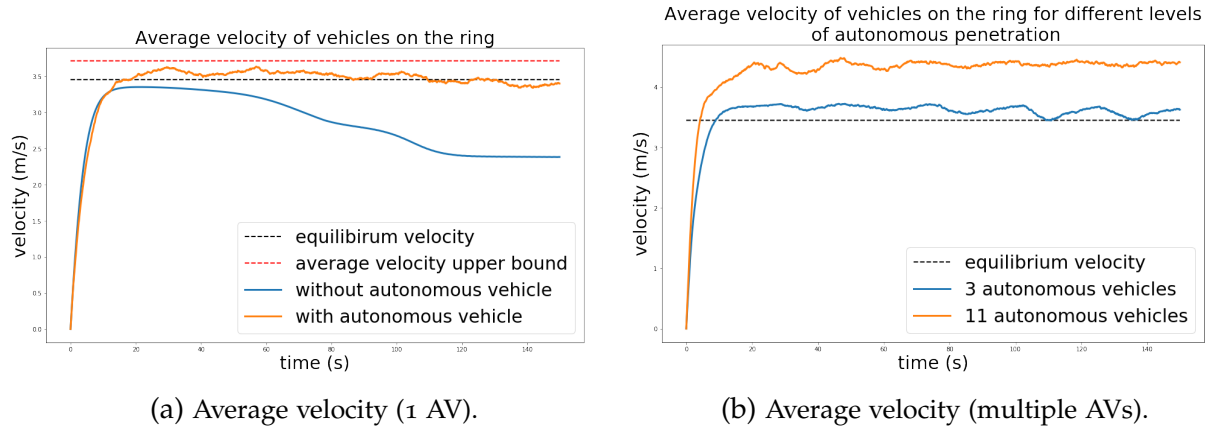 Average velocity of vehicles on the ring
velocity (m/s)
3.5
3.0
2.5
2.0
1.5
1.0
0.5
0.0
equilibirum velocity
average velocity upper bound
without autonomous vehicle
with autonomous vehicle
0 20 40 60 80 100 120 140
time (s)
(a) Average velocity (1 AV).
Average velocity of vehicles on the ring for different levels
of autonomous penetration
velocity (m/s)
4
3
2
1
0
equilibrium velocity
3 autonomous vehicles
11 autonomous vehicles
0 20 40 60 80 100 120 140
time (s)
(b) Average velocity (multiple AVs).